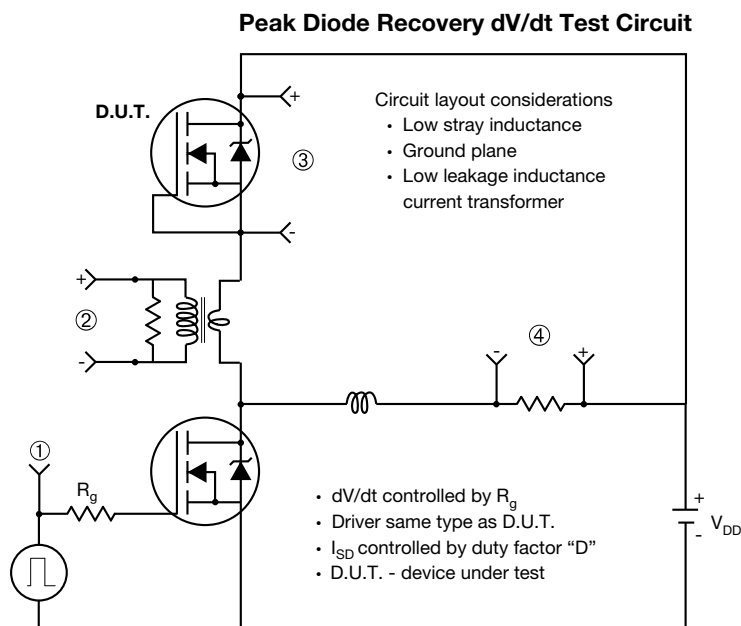 Peak Diode Recovery dV/dt Test Circuit
D.U.T.
+
Circuit layout considerations
• Low stray inductance
• Ground plane
• Low leakage inductance
current transformer
③
-
+
②
-
④
- +
①
Rg
• dV/dt controlled by Rg
• Driver same type as D.U.T.
• ISD controlled by duty factor “D”
• D.U.T. - device under test
+
VDD
-